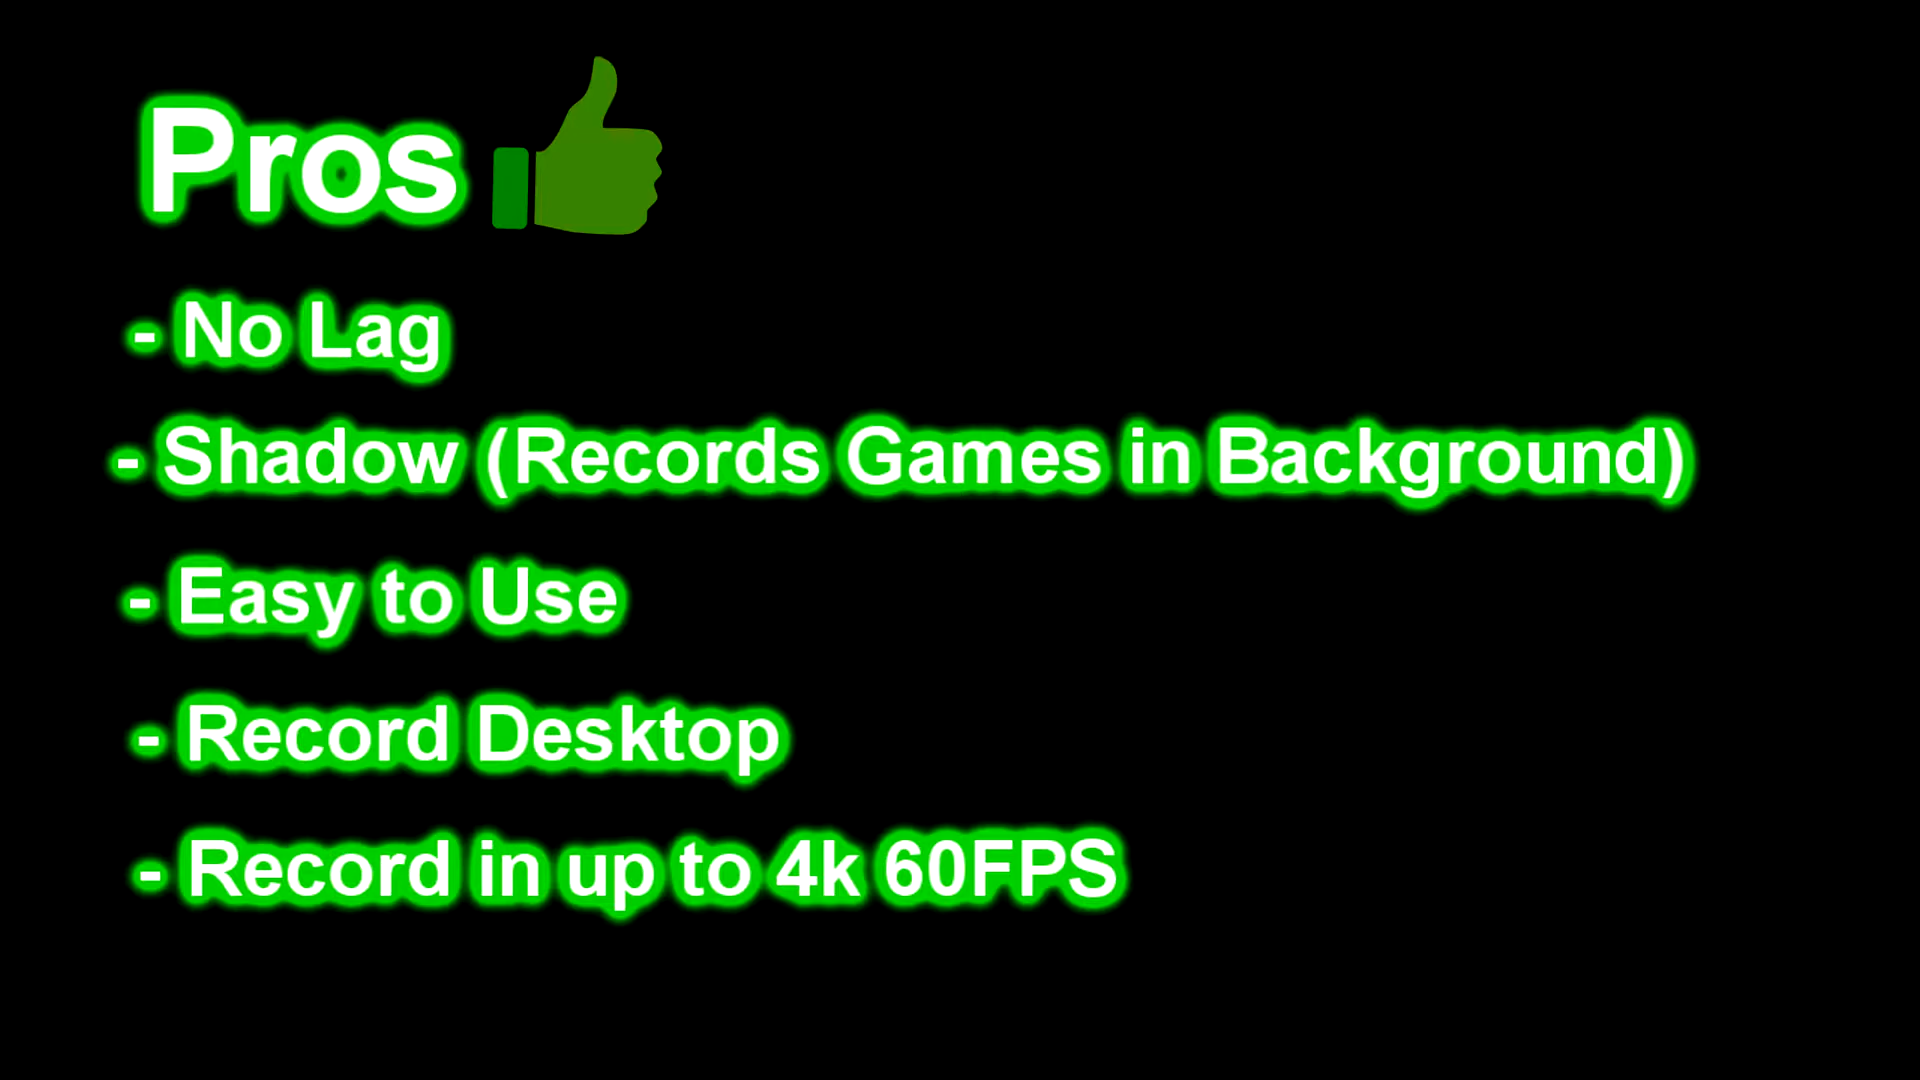 Pros
- No Lag
- Shadow (Records Games in Background)
- Easy to Use
- Record Desktop
- Record in up to 4k 60FPS